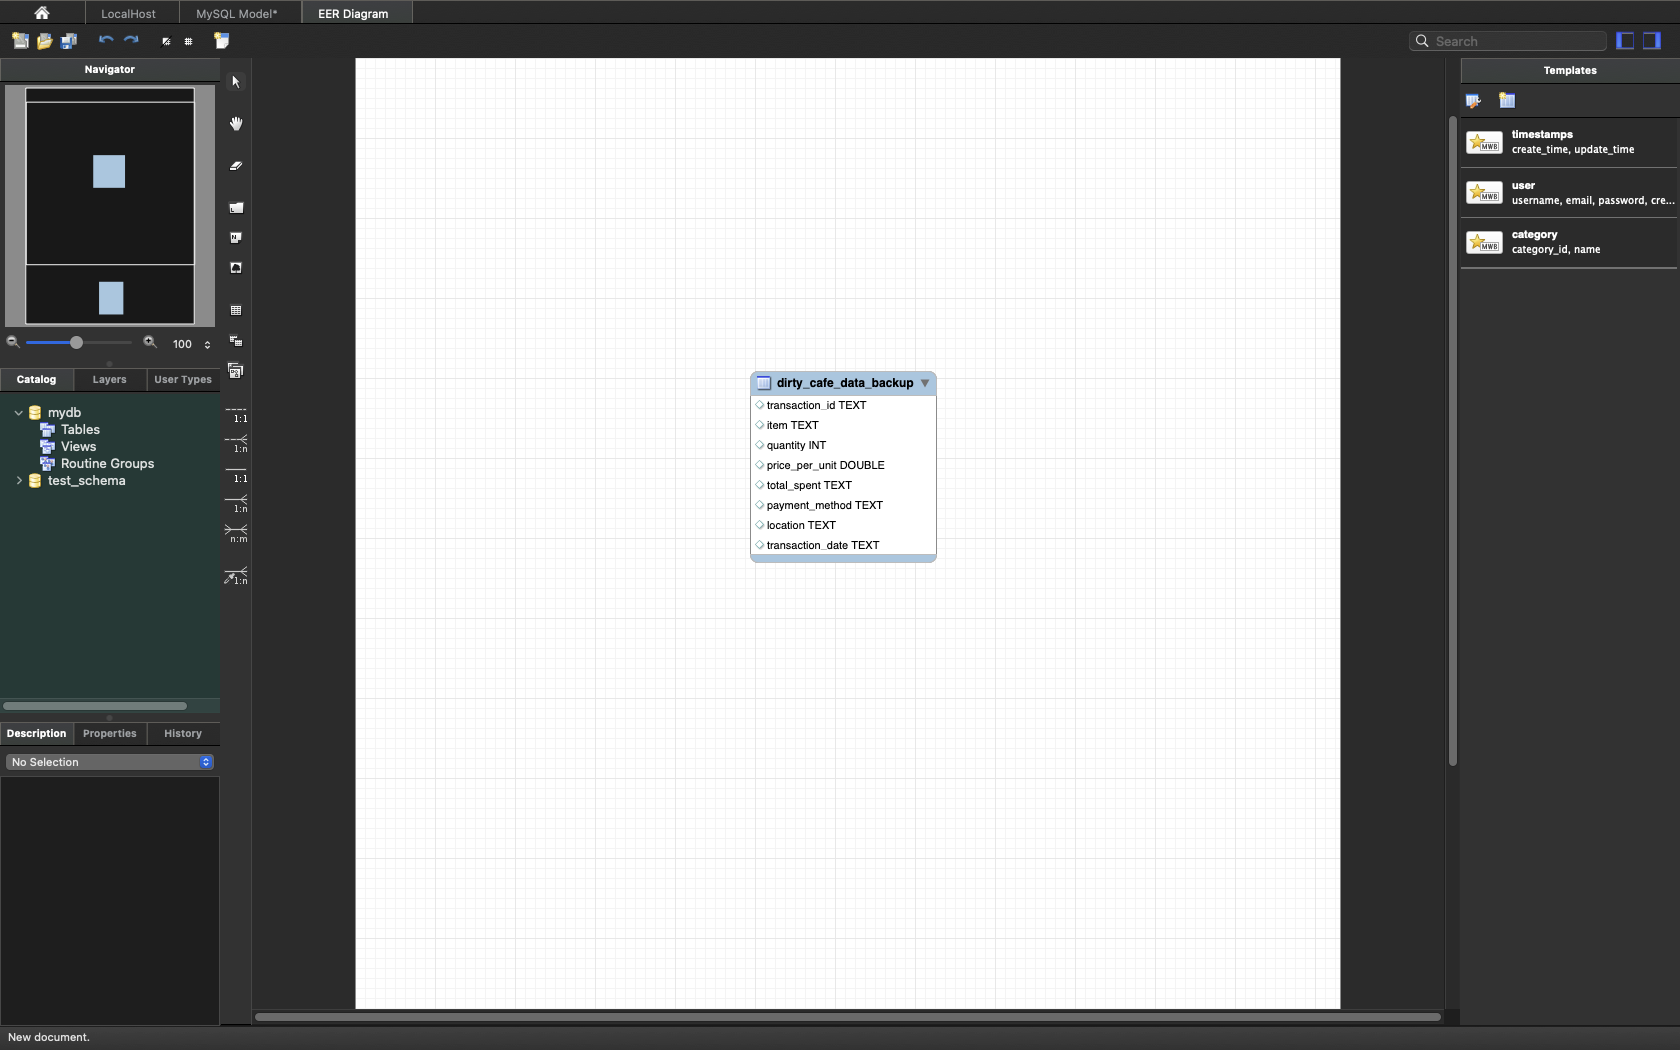 LocalHost
MySQL Model*
EER Diagram
Search
Navigator
100
Catalog
Layers
User Types
mydb
Tables
Views
Routine Groups
test_schema
Description
Properties
History
No Selection
1:1
1:n
1:1
1:n
n:m
1:n
dirty_cafe_data_backup
transaction_id TEXT
item TEXT
quantity INT
price_per_unit DOUBLE
total_spent TEXT
payment_method TEXT
location TEXT
transaction_date TEXT
Templates
MWB
timestamps
create_time, update_time
MWB
user
username, email, password, cre...
MWB
category
category_id, name
New document.